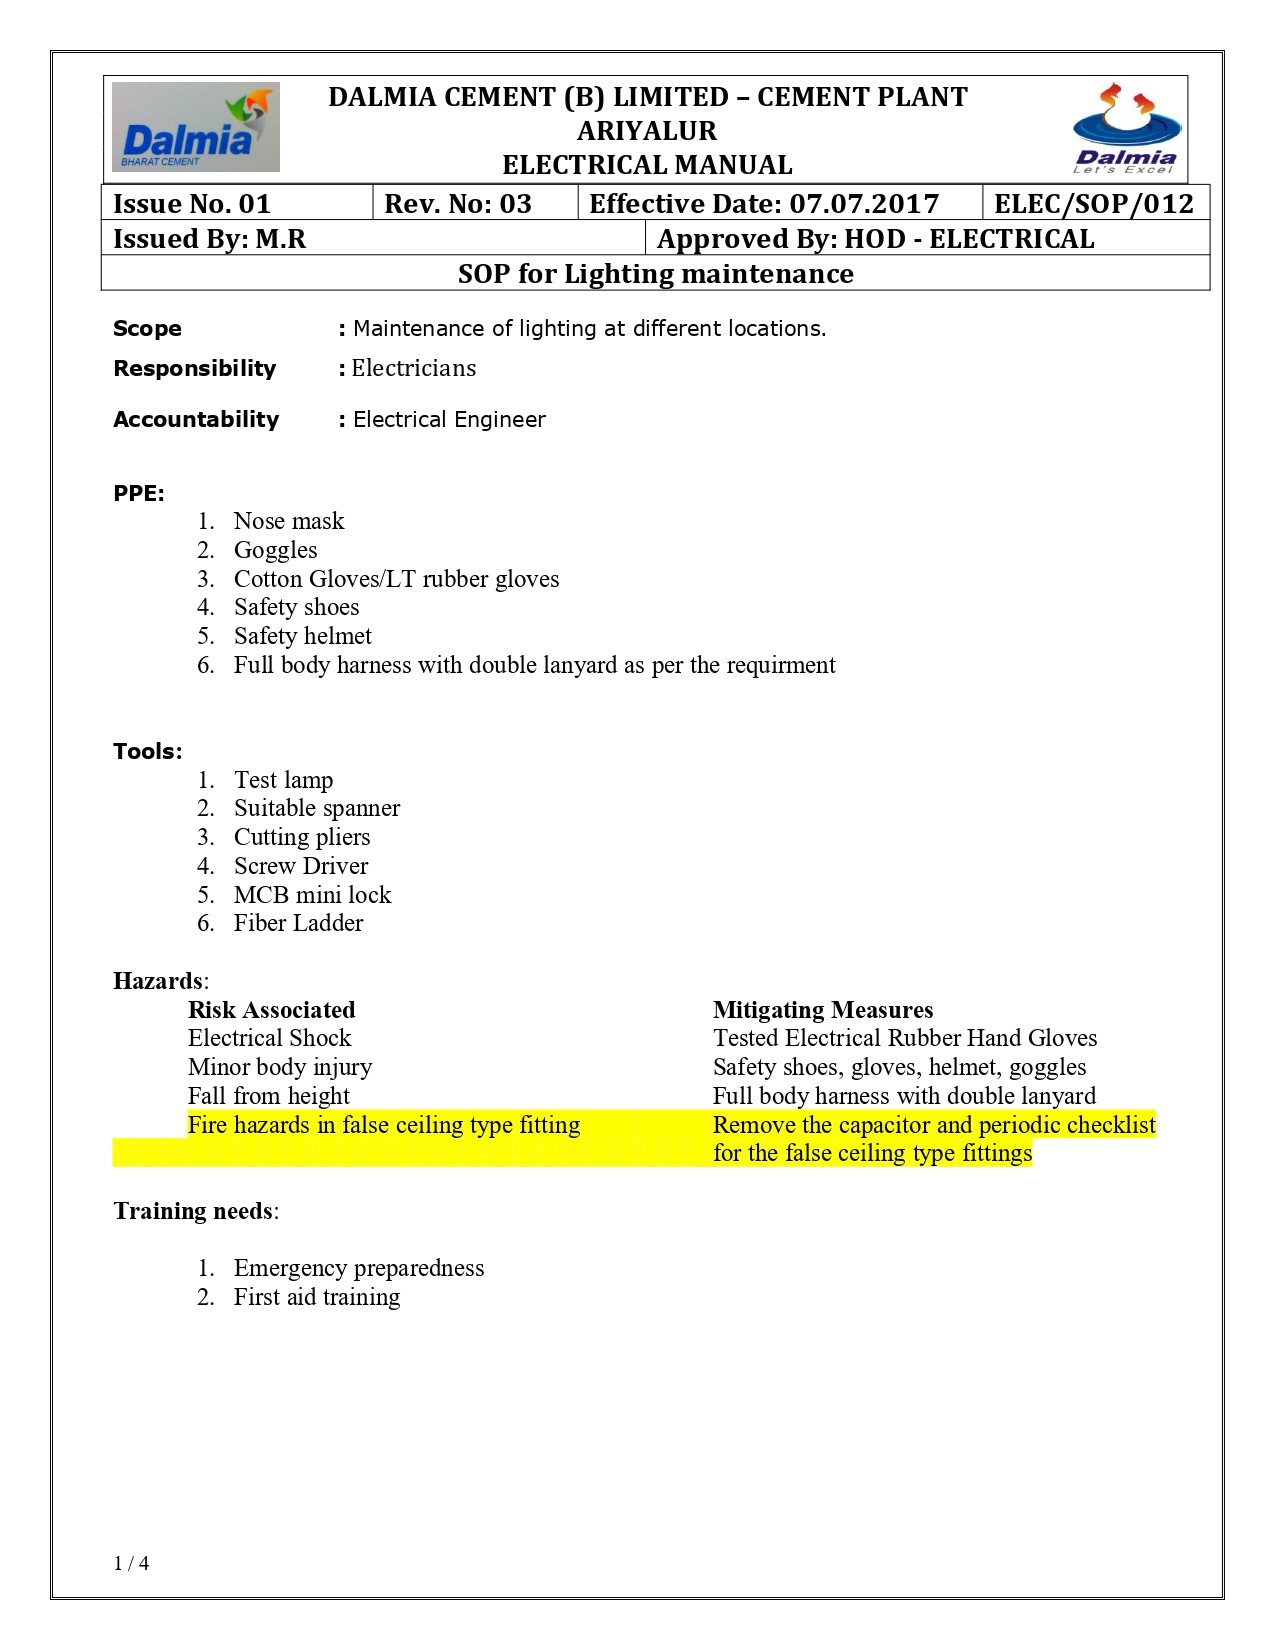 Dalmia
BHARAT CEMENT
DALMIA CEMENT (B) LIMITED – CEMENT PLANT
ARIYALUR
ELECTRICAL MANUAL
Dalmia
Let's Excel
Issue No. 01 Rev. No: 03 Effective Date: 07.07.2017 ELEC/SOP/012
Issued By: M.R Approved By: HOD - ELECTRICAL
SOP for Lighting maintenance
Scope : Maintenance of lighting at different locations.
Responsibility : Electricians
Accountability : Electrical Engineer
PPE:
1. Nose mask
2. Goggles
3. Cotton Gloves/LT rubber gloves
4. Safety shoes
5. Safety helmet
6. Full body harness with double lanyard as per the requirment
Tools:
1. Test lamp
2. Suitable spanner
3. Cutting pliers
4. Screw Driver
5. MCB mini lock
6. Fiber Ladder
Hazards:
Risk Associated Mitigating Measures
Electrical Shock Tested Electrical Rubber Hand Gloves
Minor body injury Safety shoes, gloves, helmet, goggles
Fall from height Full body harness with double lanyard
Fire hazards in false ceiling type fitting Remove the capacitor and periodic checklist
for the false ceiling type fittings
Training needs:
1. Emergency preparedness
2. First aid training
1 / 4